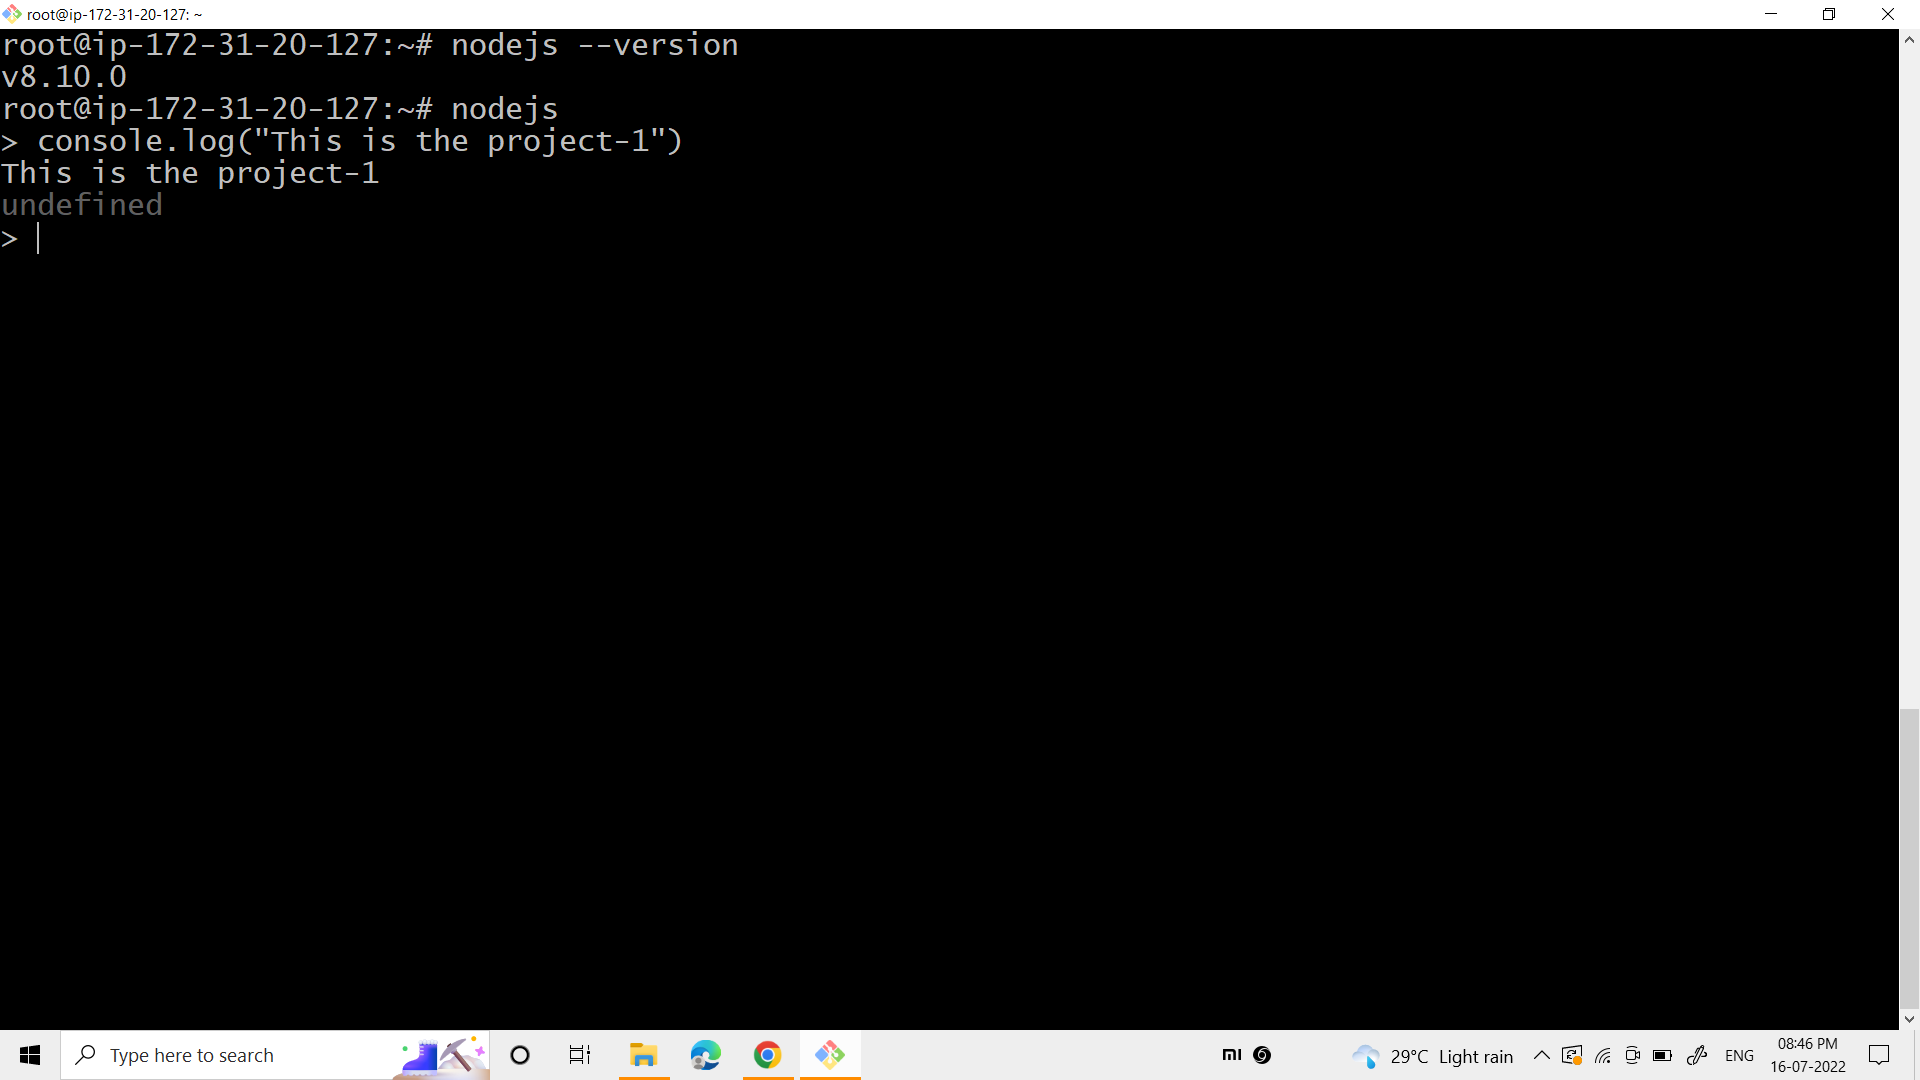 root@ip-172-31-20-127: ~
root@ip-172-31-20-127:~# nodejs --version
v8.10.0
root@ip-172-31-20-127:~# nodejs
> console.log("This is the project-1")
This is the project-1
undefined
>
Type here to search
mi
29°C Light rain
ENG
08:46 PM
16-07-2022